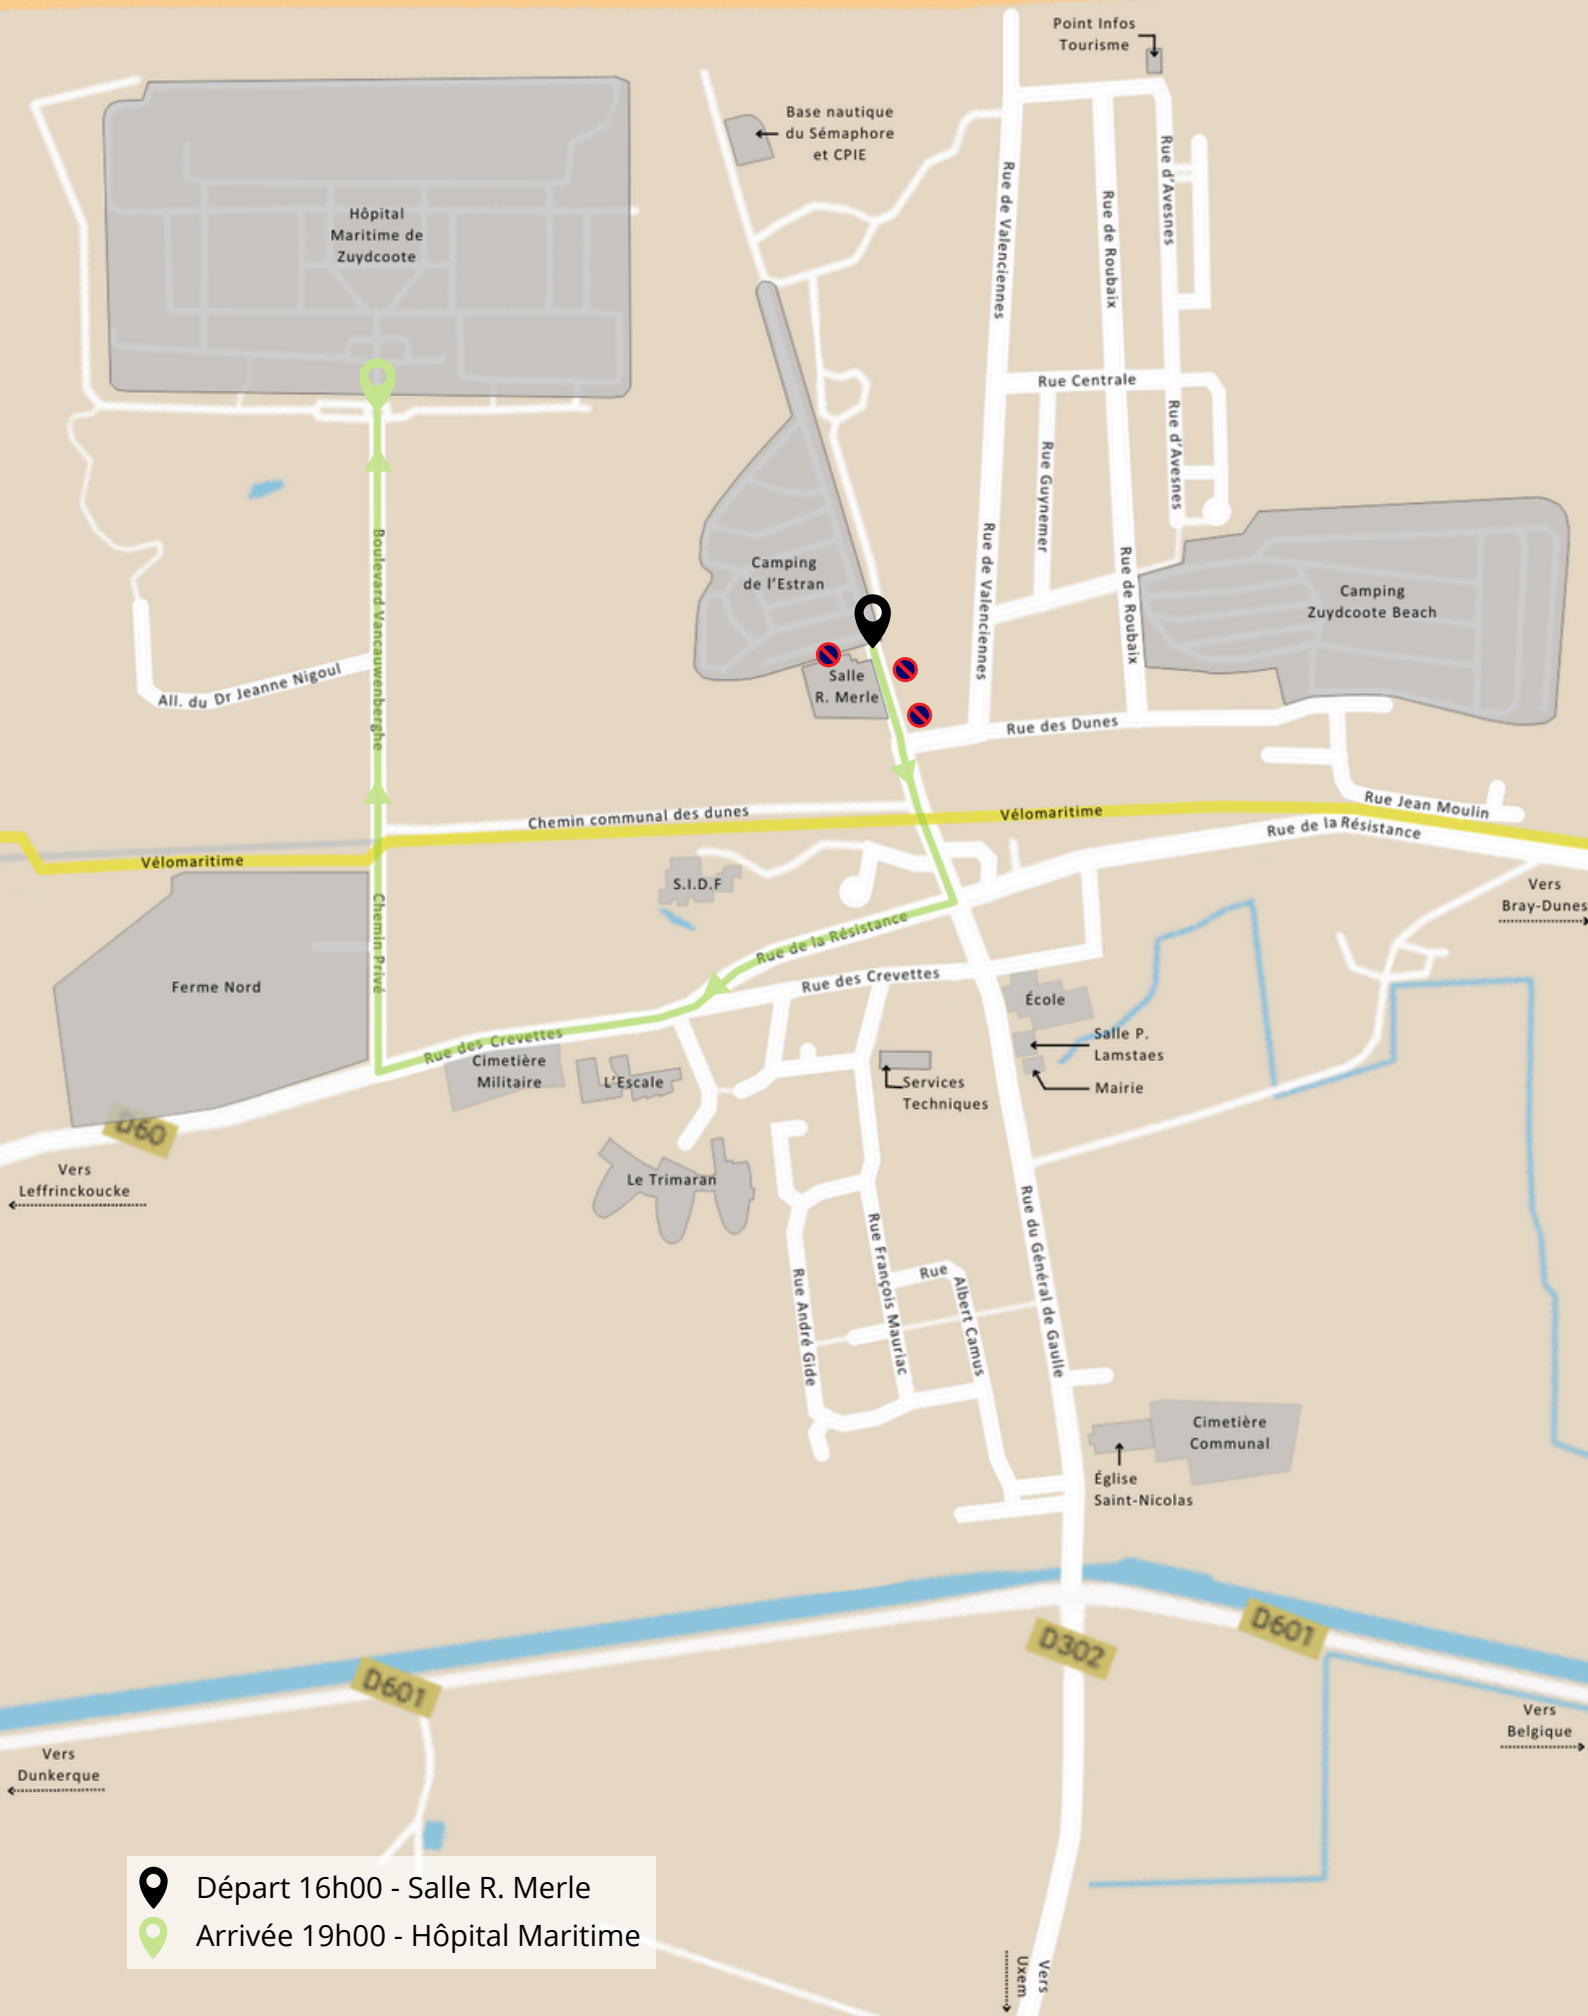 Point Infos
Tourisme
Base nautique
du Sémaphore
et CPIE
Hôpital
Maritime de
Zuydcoote
Rue de Valenciennes
Rue de Roubaix
Rue d'Avesnes
Rue Centrale
Rue Guynemer
Rue d'Avesnes
Rue de Valenciennes
Rue de Roubaix
Camping
de l'Estran
Camping
Zuydcoote Beach
Boulevard Vancauwenberghe
All. du Dr Jeanne Nigoul
Salle
R. Merle
Rue des Dunes
Rue Jean Moulin
Chemin communal des dunes
Vélomaritime
Rue de la Résistance
Vélomaritime
S.I.D.F
Vers
Bray-Dunes
Chemin Privé
Rue de la Résistance
Ferme Nord
Rue des Crevettes
École
Rue des Crevettes
Salle P.
Lamstaes
Cimetière
Militaire
L'Escale
Services
Techniques
Mairie
D60
Vers
Leffrinckoucke
Le Trimaran
Rue du Général de Gaulle
Rue François Mauriac
Rue André Gide
Rue
Albert Camus
Cimetière
Communal
Église
Saint-Nicolas
D601
D302
D601
Vers
Belgique
Vers
Dunkerque
Départ 16h00 - Salle R. Merle
Arrivée 19h00 - Hôpital Maritime
Vers
Uxem